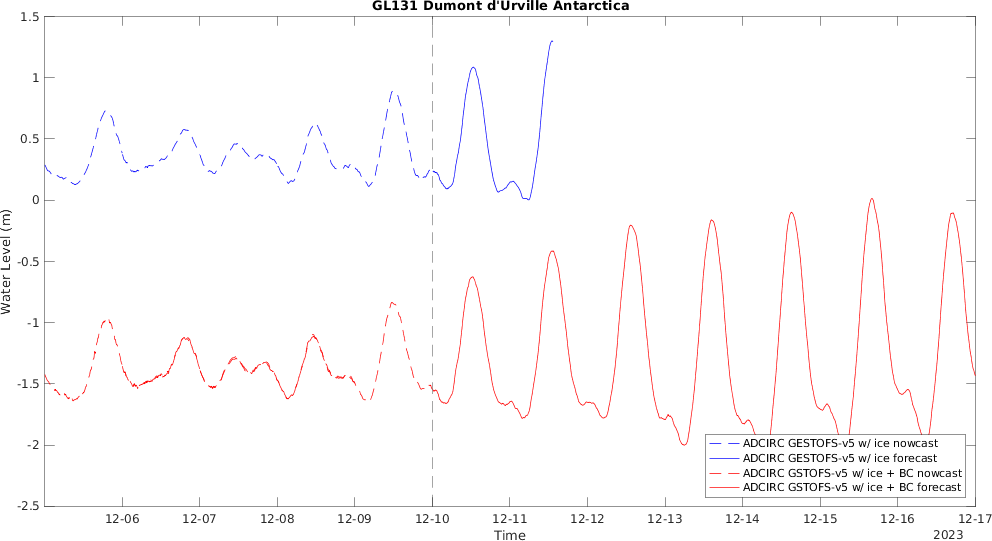 GL131 Dumont d'Urville Antarctica
1.5
1
0.5
0
-0.5
-1
-1.5
-2
-2.5
Water Level (m)
ADCIRC GESTOFS-v5 w/ ice nowcast
ADCIRC GESTOFS-v5 w/ ice forecast
ADCIRC GSTOFS-v5 w/ ice + BC nowcast
ADCIRC GSTOFS-v5 w/ ice + BC forecast
12-06 12-07 12-08 12-09 12-10 12-11 12-12 12-13 12-14 12-15 12-16 12-17
Time
2023